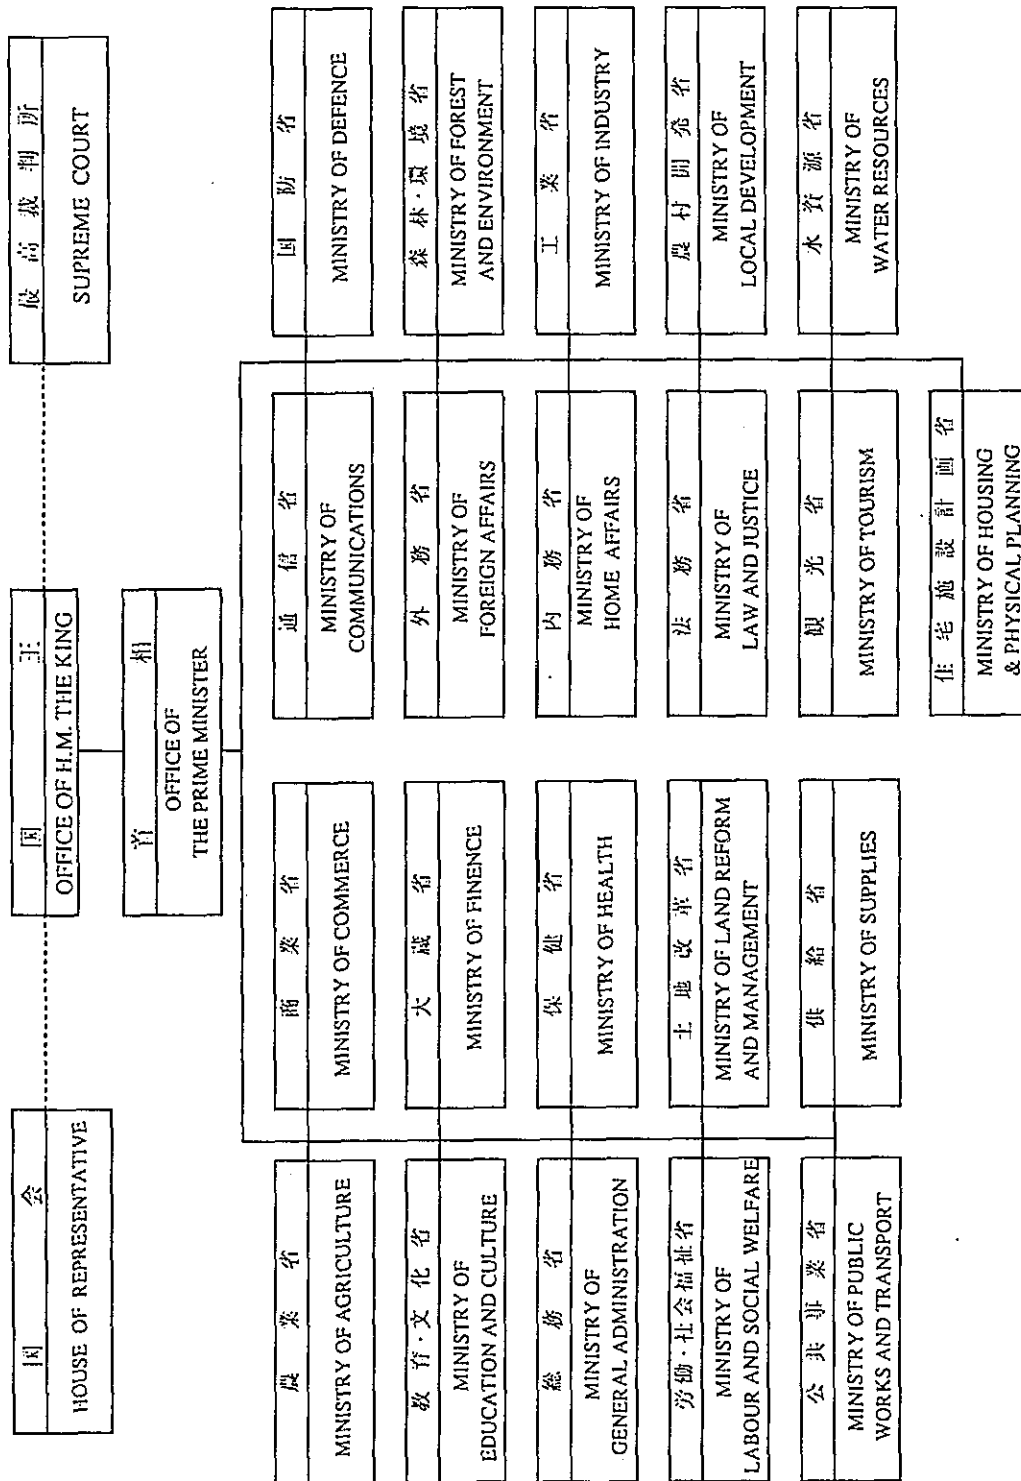 国 会
HOUSE OF REPRESENTATIVE
国 王
OFFICE OF H.M. THE KING
最 高 裁 判 所
SUPREME COURT
首 相
OFFICE OF
THE PRIME MINISTER
農 業 省
MINISTRY OF AGRICULTURE
商 業 省
MINISTRY OF COMMERCE
通 信 省
MINISTRY OF
COMMUNICATIONS
国 防 省
MINISTRY OF DEFENCE
教 育 ・ 文 化 省
MINISTRY OF
EDUCATION AND CULTURE
大 蔵 省
MINISTRY OF FINENCE
外 務 省
MINISTRY OF
FOREIGN AFFAIRS
森 林 ・ 環 境 省
MINISTRY OF FOREST
AND ENVIRONMENT
総 務 省
MINISTRY OF
GENERAL ADMINISTRATION
保 健 省
MINISTRY OF HEALTH
内 務 省
MINISTRY OF
HOME AFFAIRS
工 業 省
MINISTRY OF INDUSTRY
労働・社会福祉省
MINISTRY OF
LABOUR AND SOCIAL WELFARE
土 地 改 革 省
MINISTRY OF LAND REFORM
AND MANAGEMENT
法 務 省
MINISTRY OF
LAW AND JUSTICE
農 村 開 発 省
MINISTRY OF
LOCAL DEVELOPMENT
公 共 事 業 省
MINISTRY OF PUBLIC
WORKS AND TRANSPORT
供 給 省
MINISTRY OF SUPPLIES
観 光 省
MINISTRY OF TOURISM
水 資 源 省
MINISTRY OF
WATER RESOURCES
住 宅 施 設 計 画 省
MINISTRY OF HOUSING
& PHYSICAL PLANNING